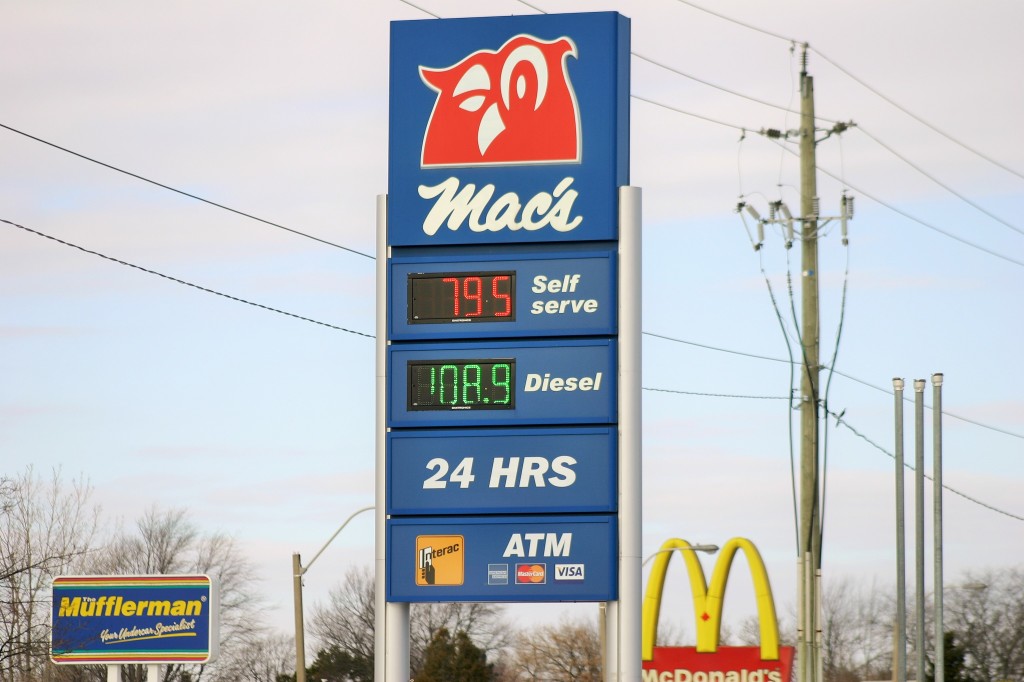 Mac's
79.5
Self
serve
108.9
Diesel
24 HRS
Interac
ATM
MasterCard
VISA
The
Mufflerman®
Your Undercar Specialist
McDonald's